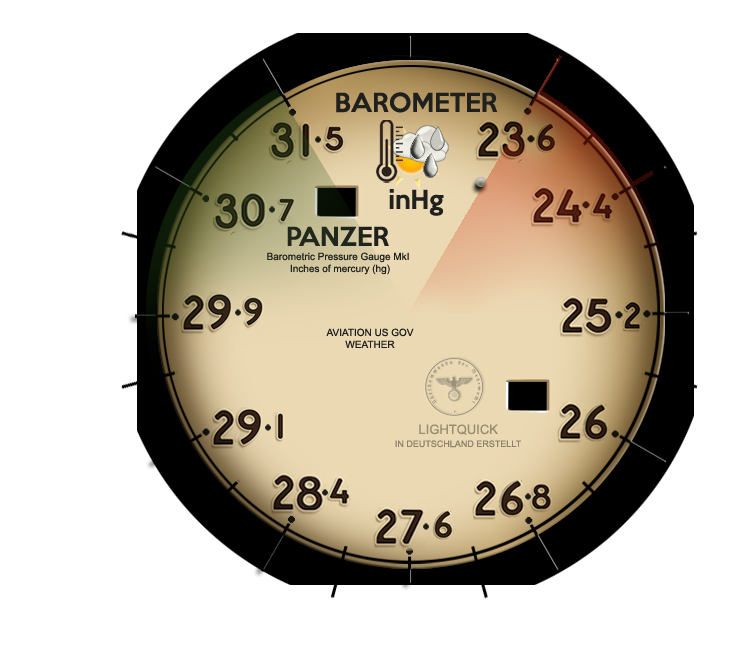 BAROMETER
31.5
23.6
inHg
30.7
24.4
PANZER
Barometric Pressure Gauge MkI
Inches of mercury (hg)
29.9
25.2
AVIATION US GOV
WEATHER
29.1
26.
LIGHTQUICK
IN DEUTSCHLAND ERSTELLT
28.4
26.8
27.6